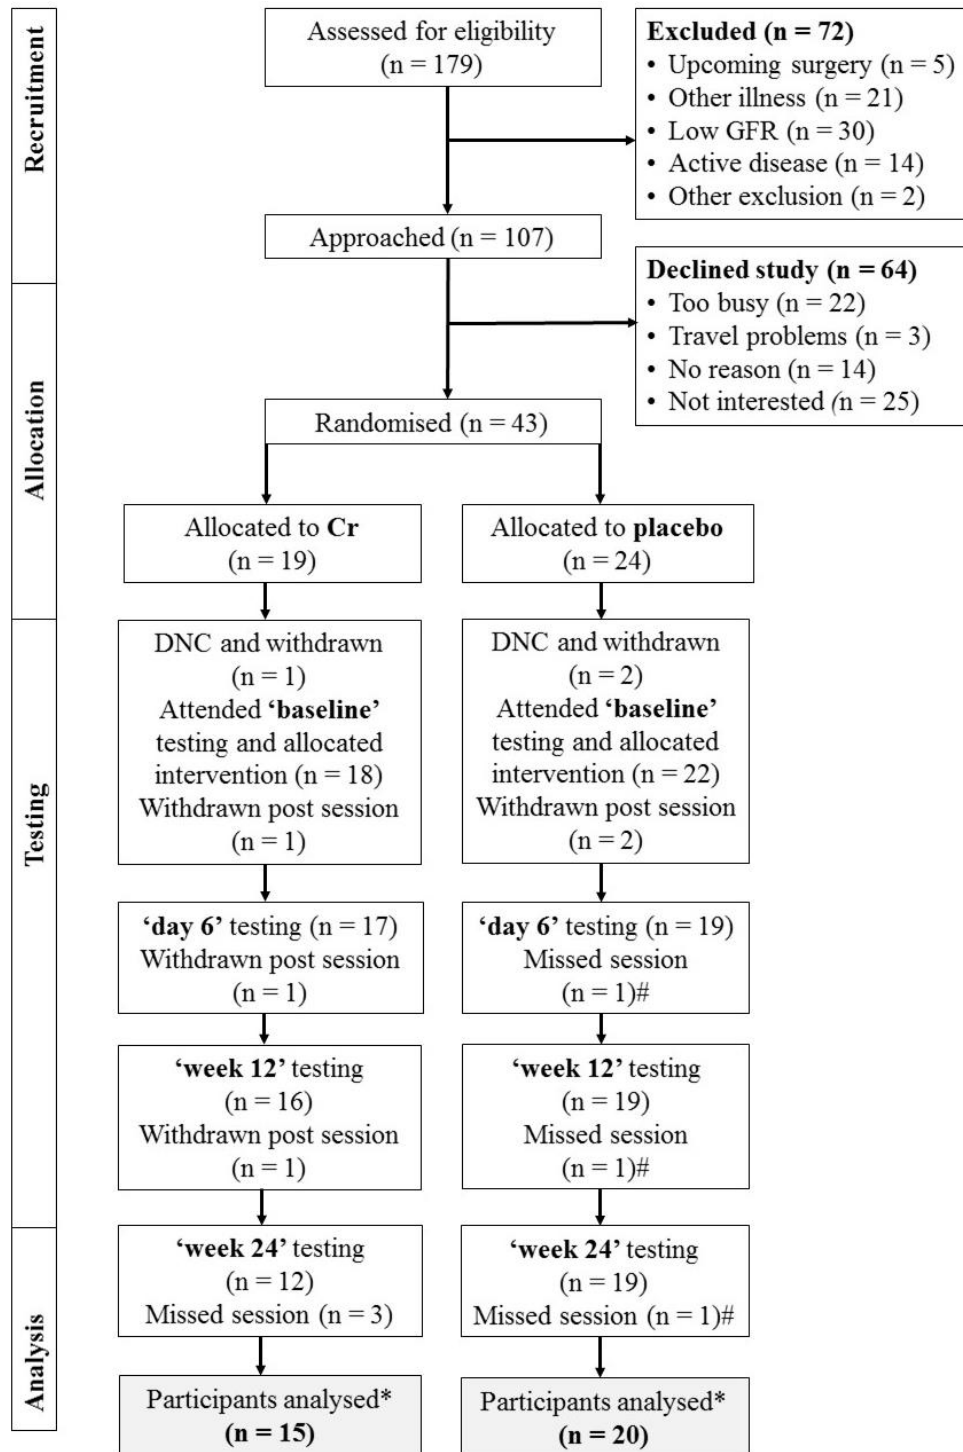 Recruitment
Assessed for eligibility
(n = 179)
Excluded (n = 72)
• Upcoming surgery (n = 5)
• Other illness (n = 21)
• Low GFR (n = 30)
• Active disease (n = 14)
• Other exclusion (n = 2)
Approached (n = 107)
Declined study (n = 64)
• Too busy (n = 22)
• Travel problems (n = 3)
• No reason (n = 14)
• Not interested (n = 25)
Allocation
Randomised (n = 43)
Allocated to Cr
(n = 19)
Allocated to placebo
(n = 24)
Testing
DNC and withdrawn
(n = 1)
Attended ‘baseline’
testing and allocated
intervention (n = 18)
Withdrawn post session
(n = 1)
DNC and withdrawn
(n = 2)
Attended ‘baseline’
testing and allocated
intervention (n = 22)
Withdrawn post session
(n = 2)
‘day 6’ testing (n = 17)
Withdrawn post session
(n = 1)
‘day 6’ testing (n = 19)
Missed session
(n = 1)#
‘week 12’ testing
(n = 16)
Withdrawn post session
(n = 1)
‘week 12’ testing
(n = 19)
Missed session
(n = 1)#
Analysis
‘week 24’ testing
(n = 12)
Missed session (n = 3)
‘week 24’ testing
(n = 19)
Missed session (n = 1)#
Participants analysed*
(n = 15)
Participants analysed*
(n = 20)